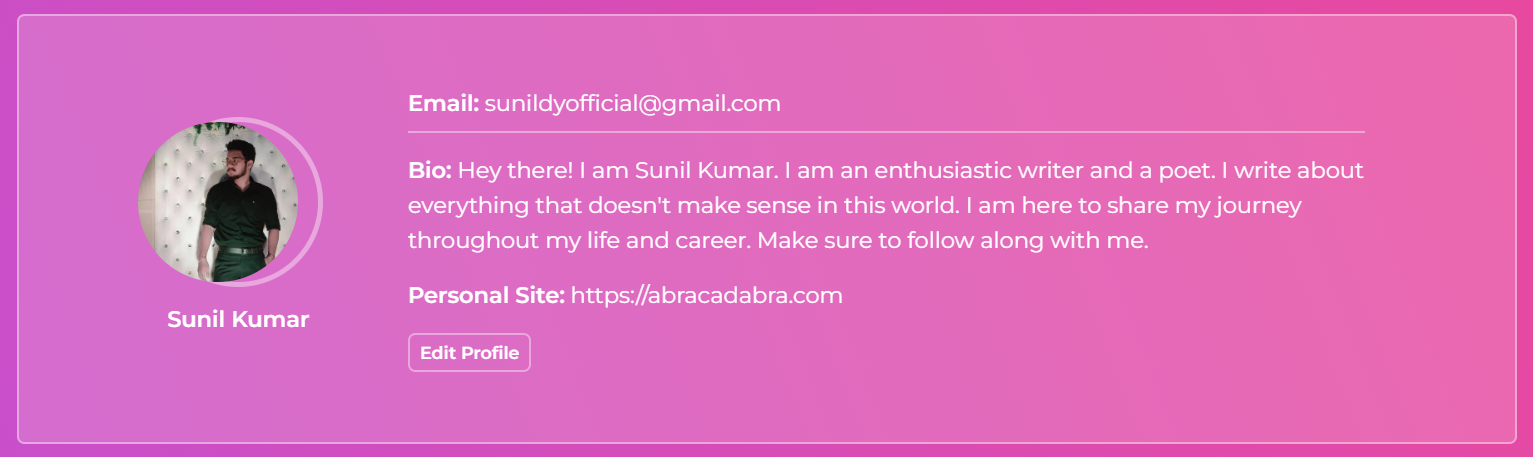 Email: sunildyofficial@gmail.com
Bio: Hey there! I am Sunil Kumar. I am an enthusiastic writer and a poet. I write about
everything that doesn't make sense in this world. I am here to share my journey
throughout my life and career. Make sure to follow along with me.
Personal Site: https://abracadabra.com
Sunil Kumar
Edit Profile